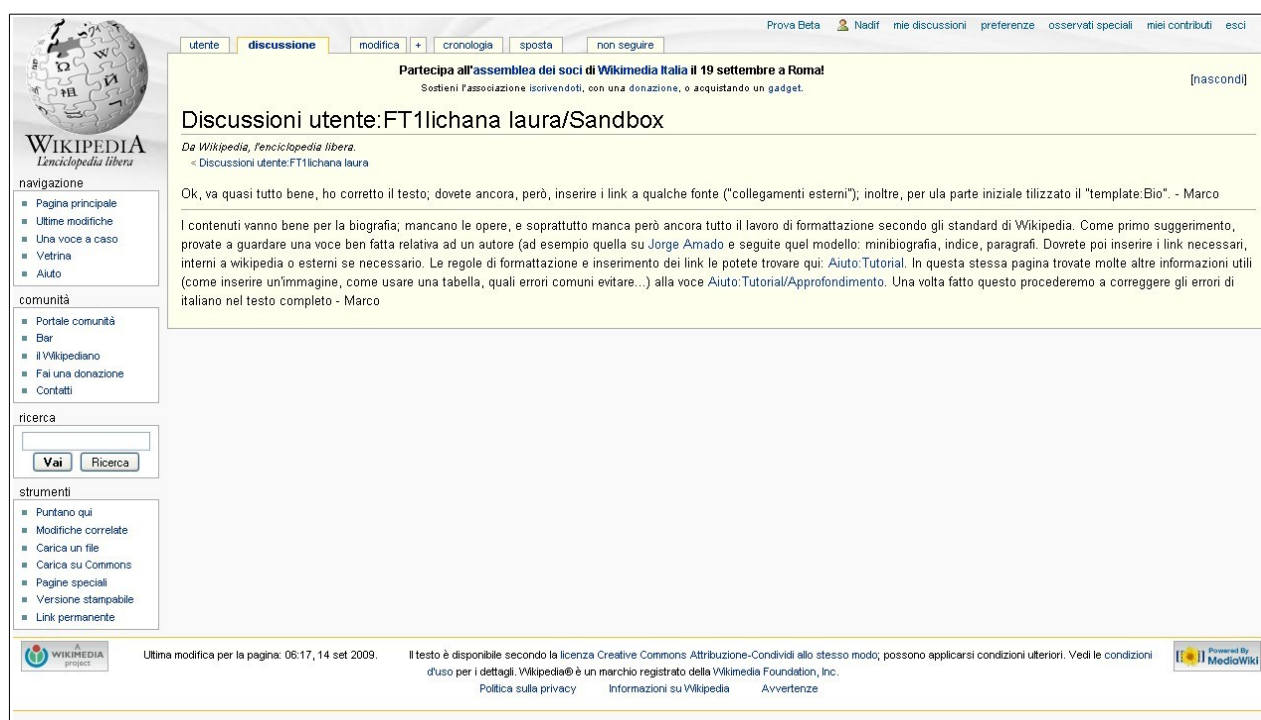 Prova Beta Nadif mie discussioni preferenze osservati speciali miei contributi esci
utente discussione modifica + cronologia sposta non seguire
Partecipa all'assemblea dei soci di Wikimedia Italia il 19 settembre a Roma!
Sostieni l'associazione iscrivendoti, con una donazione, o acquistando un gadget.
[nascondi]
Discussioni utente:FT1lichana laura/Sandbox
Da Wikipedia, l'enciclopedia libera.
< Discussioni utente:FT1lichana laura
Ok, va quasi tutto bene, ho corretto il testo; dovete ancora, però, inserire i link a qualche fonte ("collegamenti esterni"); inoltre, per ula parte iniziale tilizzato il "template:Bio". - Marco
I contenuti vanno bene per la biografia; mancano le opere, e soprattutto manca però ancora tutto il lavoro di formattazione secondo gli standard di Wikipedia. Come primo suggerimento,
provate a guardare una voce ben fatta relativa ad un autore (ad esempio quella su Jorge Amado e seguite quel modello: minibiografia, indice, paragrafi. Dovrete poi inserire i link necessari,
interni a wikipedia o esterni se necessario. Le regole di formattazione e inserimento dei link le potete trovare qui: Aiuto:Tutorial. In questa stessa pagina trovate molte altre informazioni utili
(come inserire un'immagine, come usare una tabella, quali errori comuni evitare...) alla voce Aiuto:Tutorial/Approfondimento. Una volta fatto questo procederemo a correggere gli errori di
italiano nel testo completo - Marco
WIKIPEDIA
L'enciclopedia libera
navigazione
Pagina principale
Ultime modifiche
Una voce a caso
Vetrina
Aiuto
comunità
Portale comunità
Bar
il Wikipediano
Fai una donazione
Contatti
ricerca
Vai Ricerca
strumenti
Puntano qui
Modifiche correlate
Carica un file
Carica su Commons
Pagine speciali
Versione stampabile
Link permanente
A
WIKIMEDIA
project
Ultima modifica per la pagina: 06:17, 14 set 2009.
Il testo è disponibile secondo la licenza Creative Commons Attribuzione-Condividi allo stesso modo; possono applicarsi condizioni ulteriori. Vedi le condizioni
d'uso per i dettagli. Wikipedia® è un marchio registrato della Wikimedia Foundation, Inc.
Politica sulla privacy Informazioni su Wikipedia Avvertenze
Powered By
MediaWiki